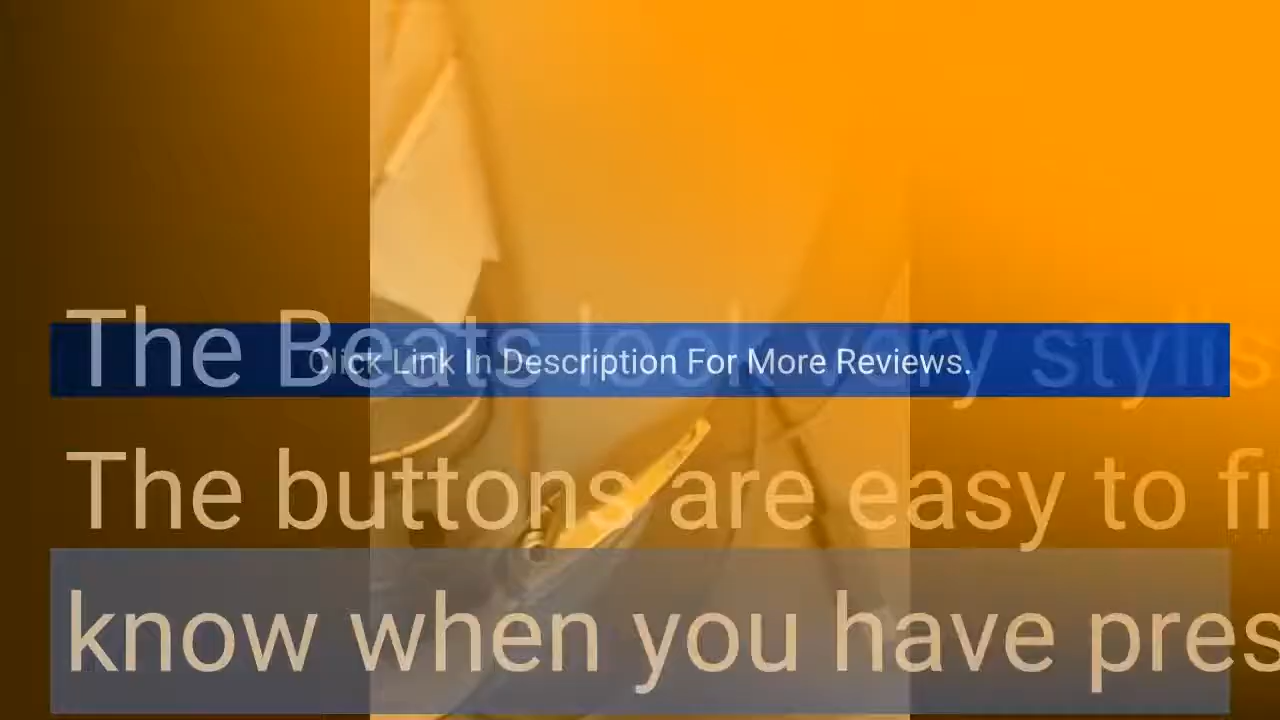 The Beats look very stylis
Click Link In Description For More Reviews.
The buttons are easy to fi
know when you have pres